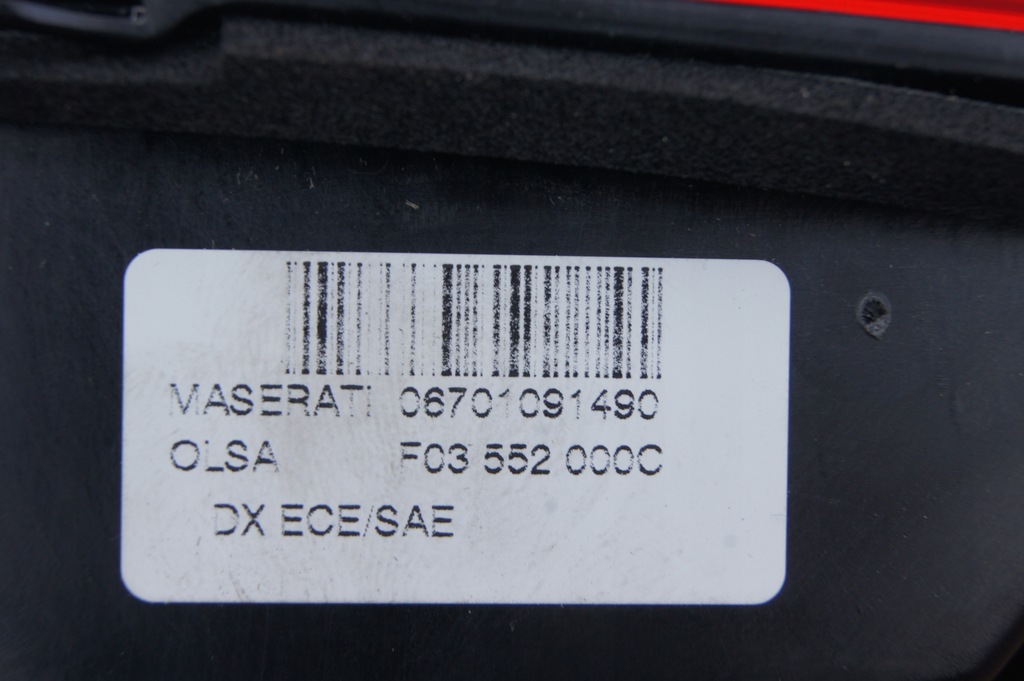 MASERATI 06701091490
OLSA F03 552 000C
DX ECE/SAE